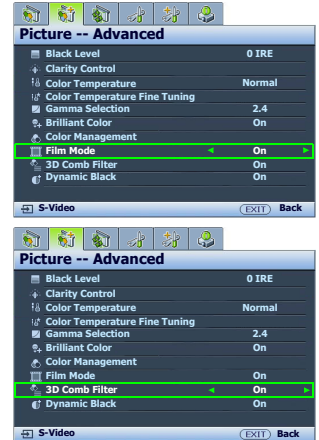 Picture -- Advanced
Black Level 0 IRE
Clarity Control
Color Temperature Normal
Color Temperature Fine Tuning
Gamma Selection 2.4
Brilliant Color On
Color Management
Film Mode On
3D Comb Filter On
Dynamic Black On
S-Video EXIT Back
Picture -- Advanced
Black Level 0 IRE
Clarity Control
Color Temperature Normal
Color Temperature Fine Tuning
Gamma Selection 2.4
Brilliant Color On
Color Management
Film Mode On
3D Comb Filter On
Dynamic Black On
S-Video EXIT Back